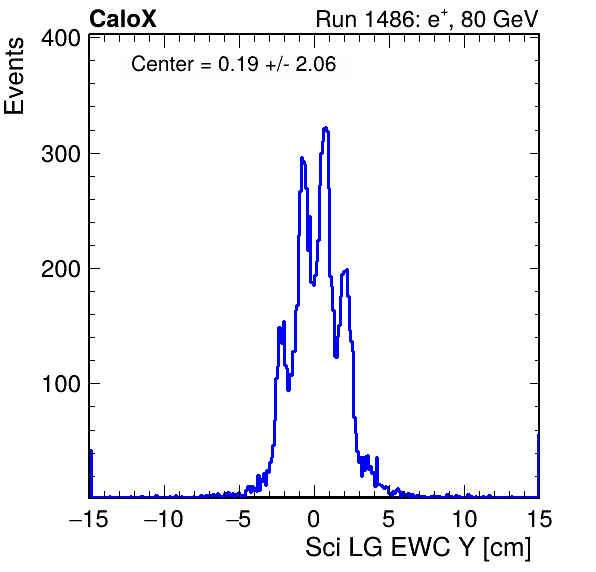 CaloX Run 1486: e⁺, 80 GeV
Center = 0.19 +/- 2.06
Events
400
300
200
100
−15 −10 −5 0 5 10 15
Sci LG EWC Y [cm]